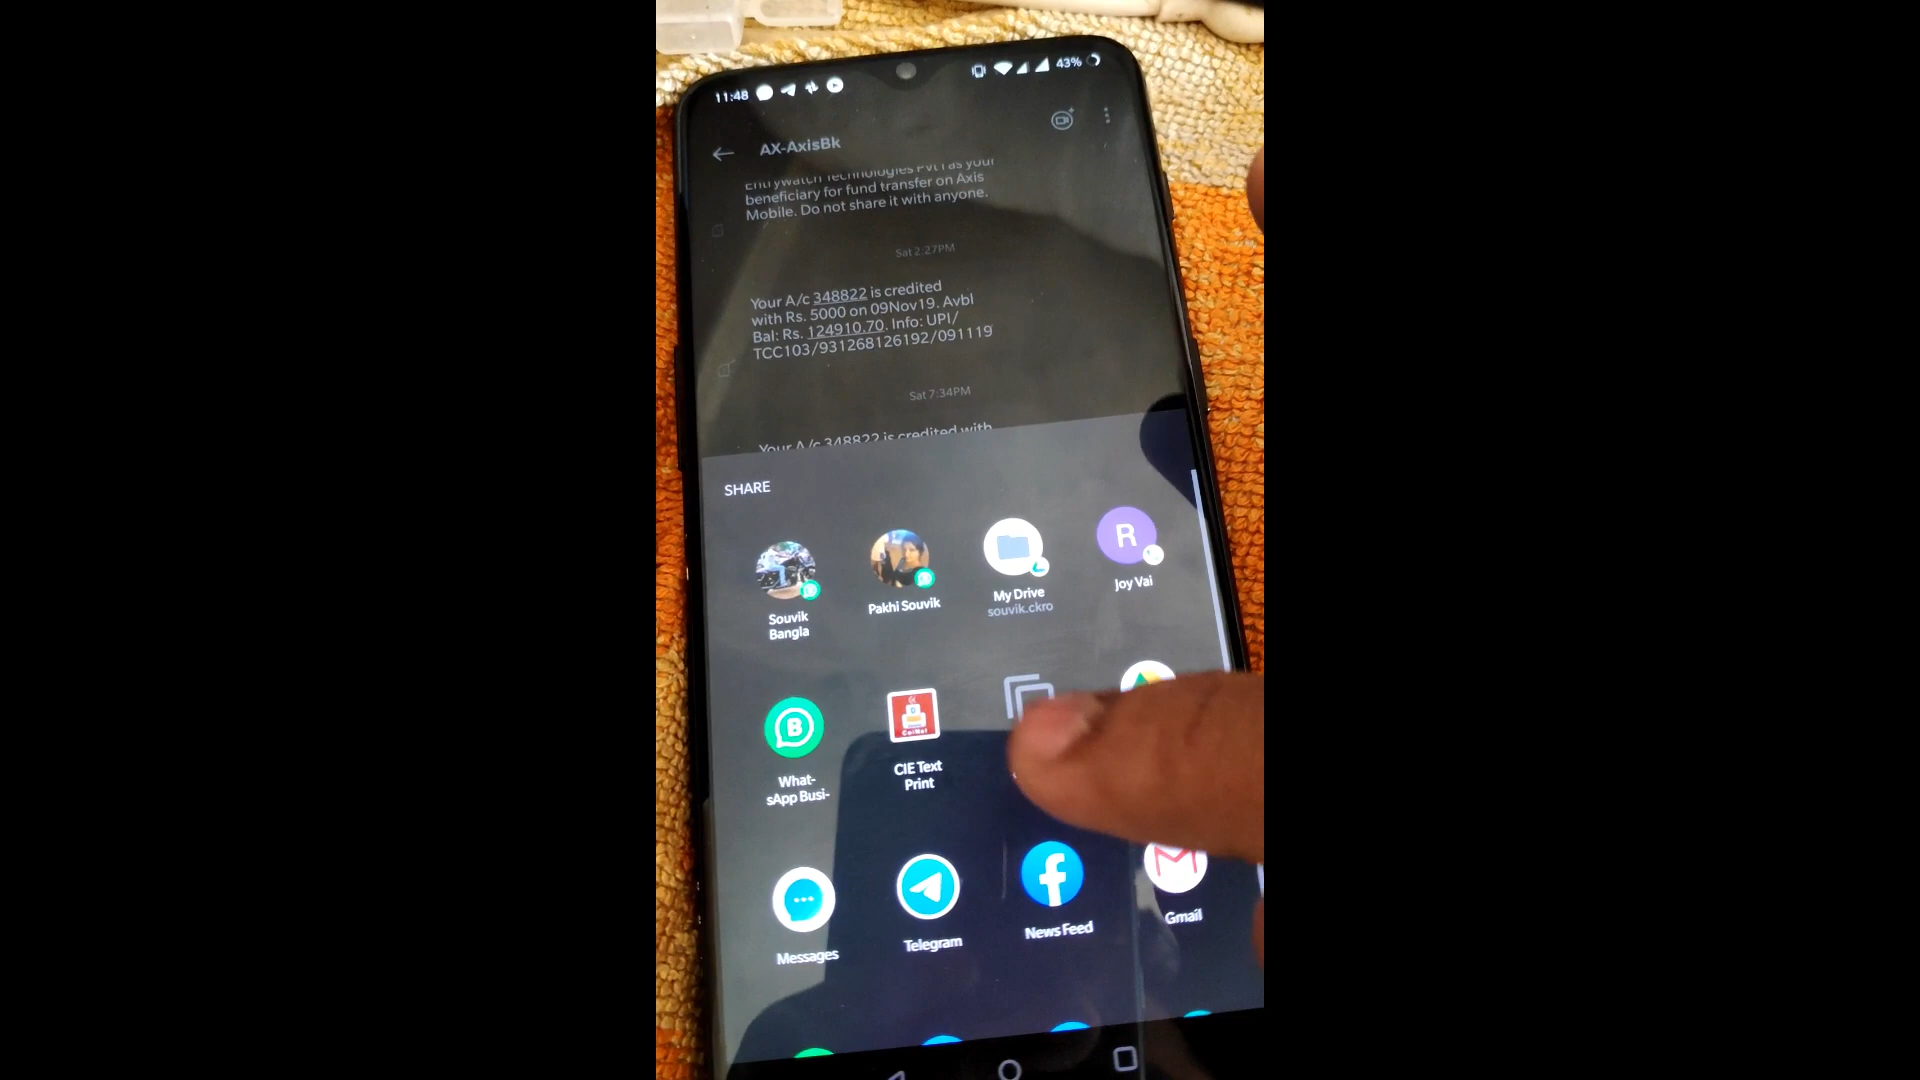 11:48
43%
AX-AxisBk
Entrywatch Technologies Pvt l as your
beneficiary for fund transfer on Axis
Mobile. Do not share it with anyone.
Sat 2:27PM
Your A/c 348822 is credited
with Rs. 5000 on 09Nov19. Avbl
Bal: Rs. 124910.70. Info: UPI/
TCC103/931268126192/091119
Sat 7:34PM
Your A/c 348822 is credited with
SHARE
Souvik
Bangla
Pakhi Souvik
My Drive
souvik.ckro
R
Joy Vai
B
What-
sApp Busi-
CIE Text
Print
Messages
Telegram
News Feed
Gmail